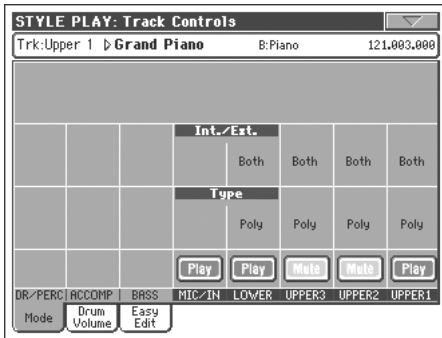 STYLE PLAY: Track Controls
Trk:Upper 1 ▷Grand Piano B:Piano 121.003.000
Int./Ext.
Both Both Both Both
Type
Poly Poly Poly Poly
Play Play Mute Mute Play
DR/PERC ACCOMP BASS MIC/IN LOWER UPPER3 UPPER2 UPPER1
Mode Drum Volume Easy Edit